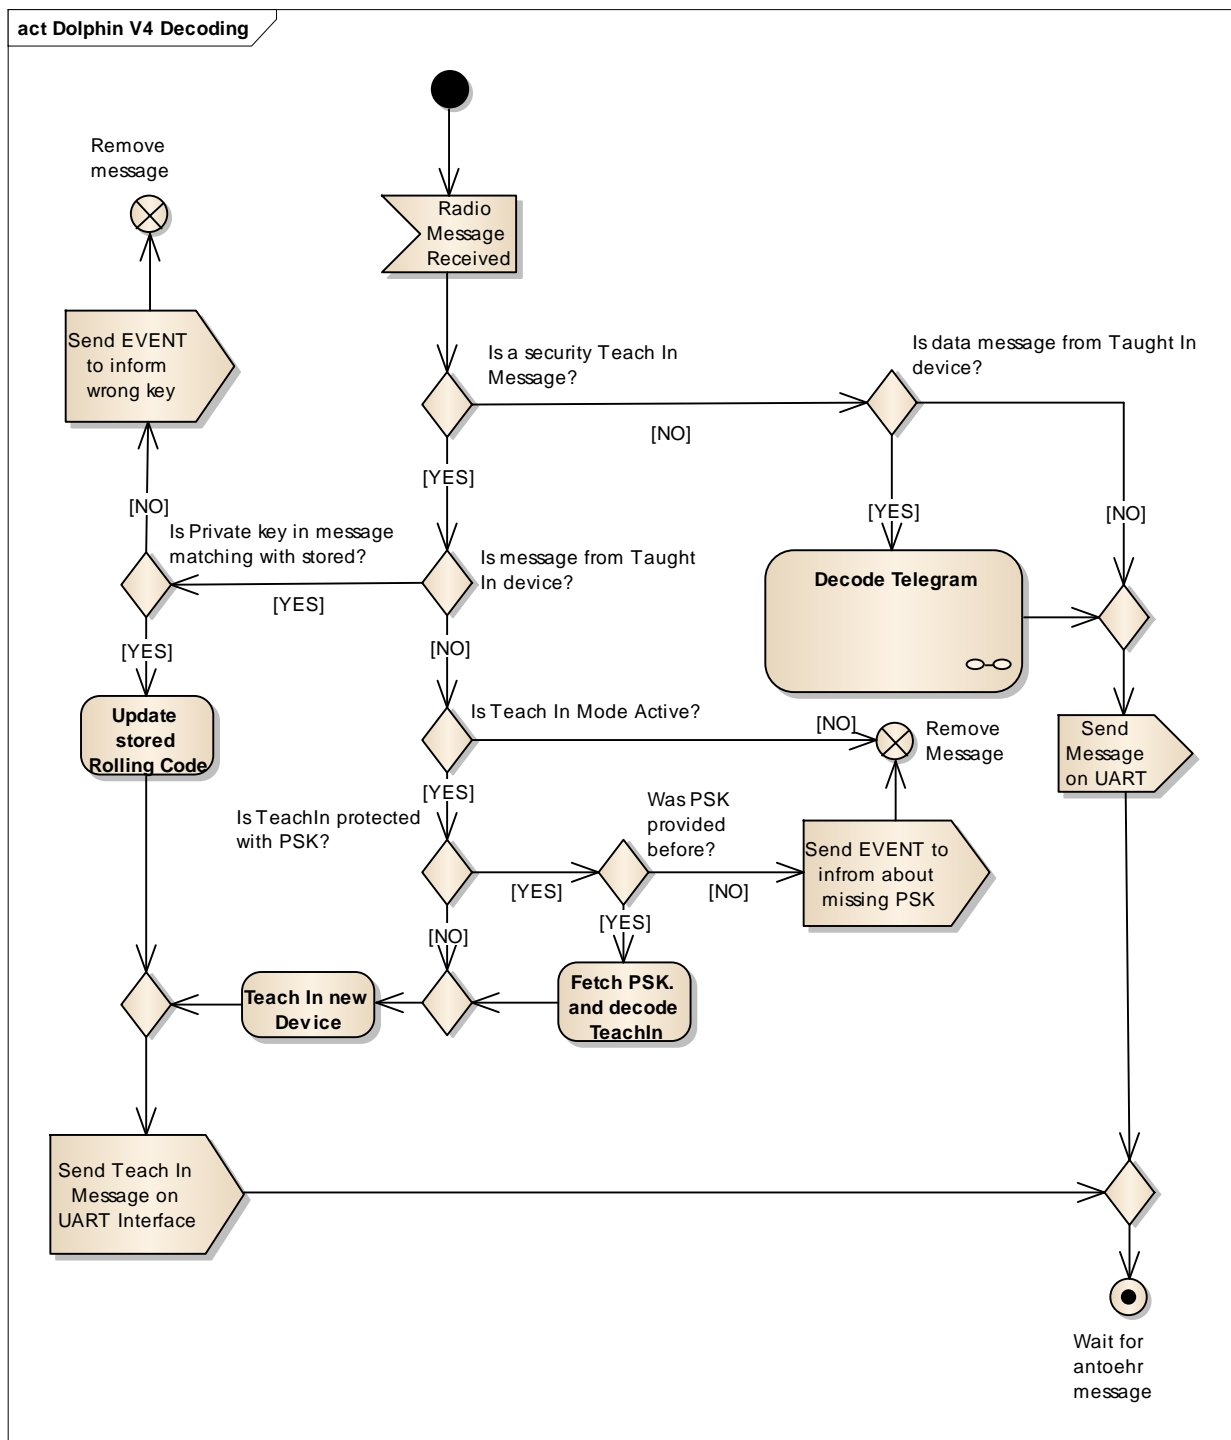 act Dolphin V4 Decoding
Remove
message
Radio
Message
Received
Send EVENT
to inform
wrong key
Is a security Teach In
Message?
Is data message from Taught In
device?
[NO]
[YES]
[NO]
Is Private key in message
matching with stored?
[YES]
[NO]
Is message from Taught
In device?
[YES]
Decode Telegram
[YES]
[NO]
Update
stored
Rolling Code
Is Teach In Mode Active?
[NO]
Remove
Message
Send
Message
on UART
[YES]
Is TeachIn protected
with PSK?
Was PSK
provided
before?
Send EVENT to
infrom about
missing PSK
[YES]
[NO]
[YES]
[NO]
Teach In new
Device
Fetch PSK.
and decode
TeachIn
Send Teach In
Message on
UART Interface
Wait for
antoehr
message